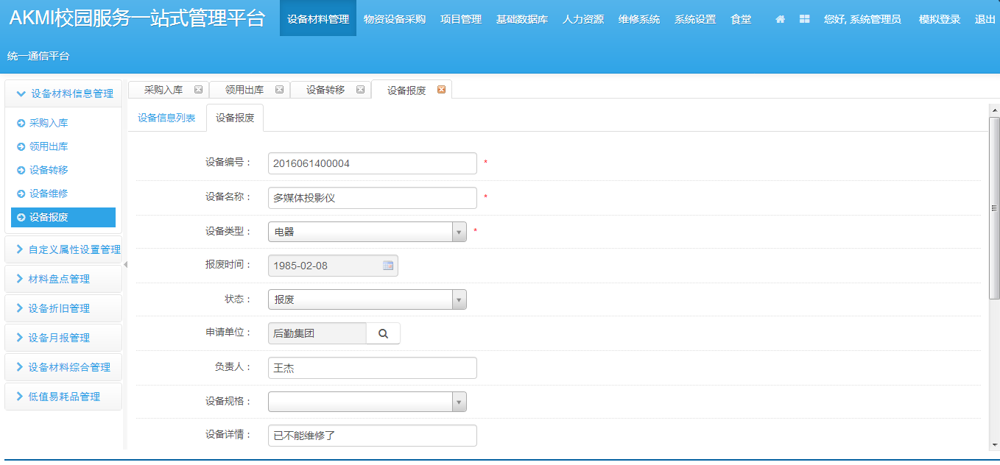 AKMI校园服务一站式管理平台 设备材料管理 物资设备采购 项目管理 基础数据库 人力资源 维修系统 系统设置 食堂 您好, 系统管理员 模拟登录 退出
统一通信平台
设备材料信息管理
采购入库
领用出库
设备转移
设备维修
设备报废
自定义属性设置管理
材料盘点管理
设备折旧管理
设备月报管理
设备材料综合管理
低值易耗品管理
采购入库 领用出库 设备转移 设备报废
设备信息列表 设备报废
设备编号： 2016061400004 *
设备名称： 多媒体投影仪 *
设备类型： 电器 *
报废时间： 1985-02-08
状态： 报废
申请单位： 后勤集团
负责人： 王杰
设备规格：
设备详情： 已不能维修了